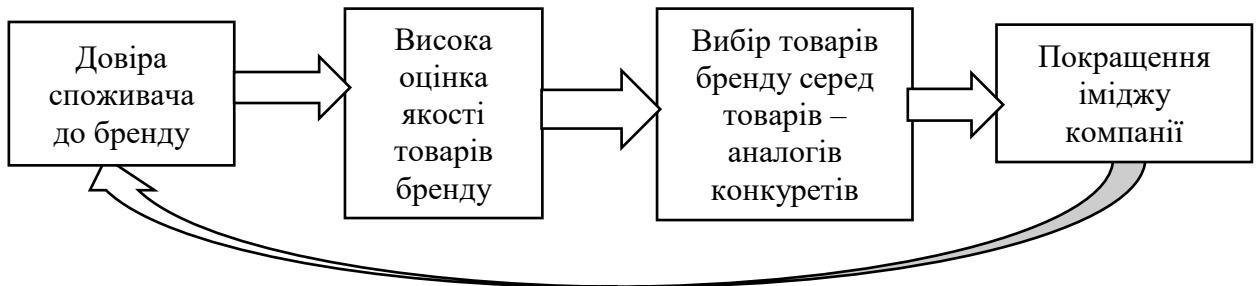 Довіра
споживача
до бренду
Висока
оцінка
якості
товарів
бренду
Вибір товарів
бренду серед
товарів –
аналогів
конкуретів
Покращення
іміджу
компанії